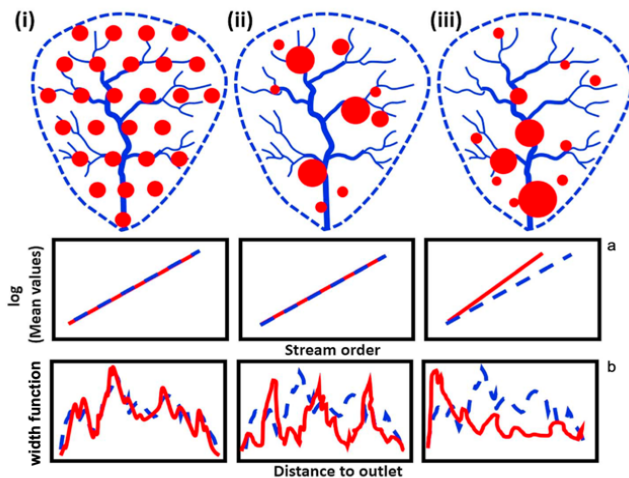 (i)
(ii)
(iii)
log
(Mean values)
a
Stream order
width function
b
Distance to outlet